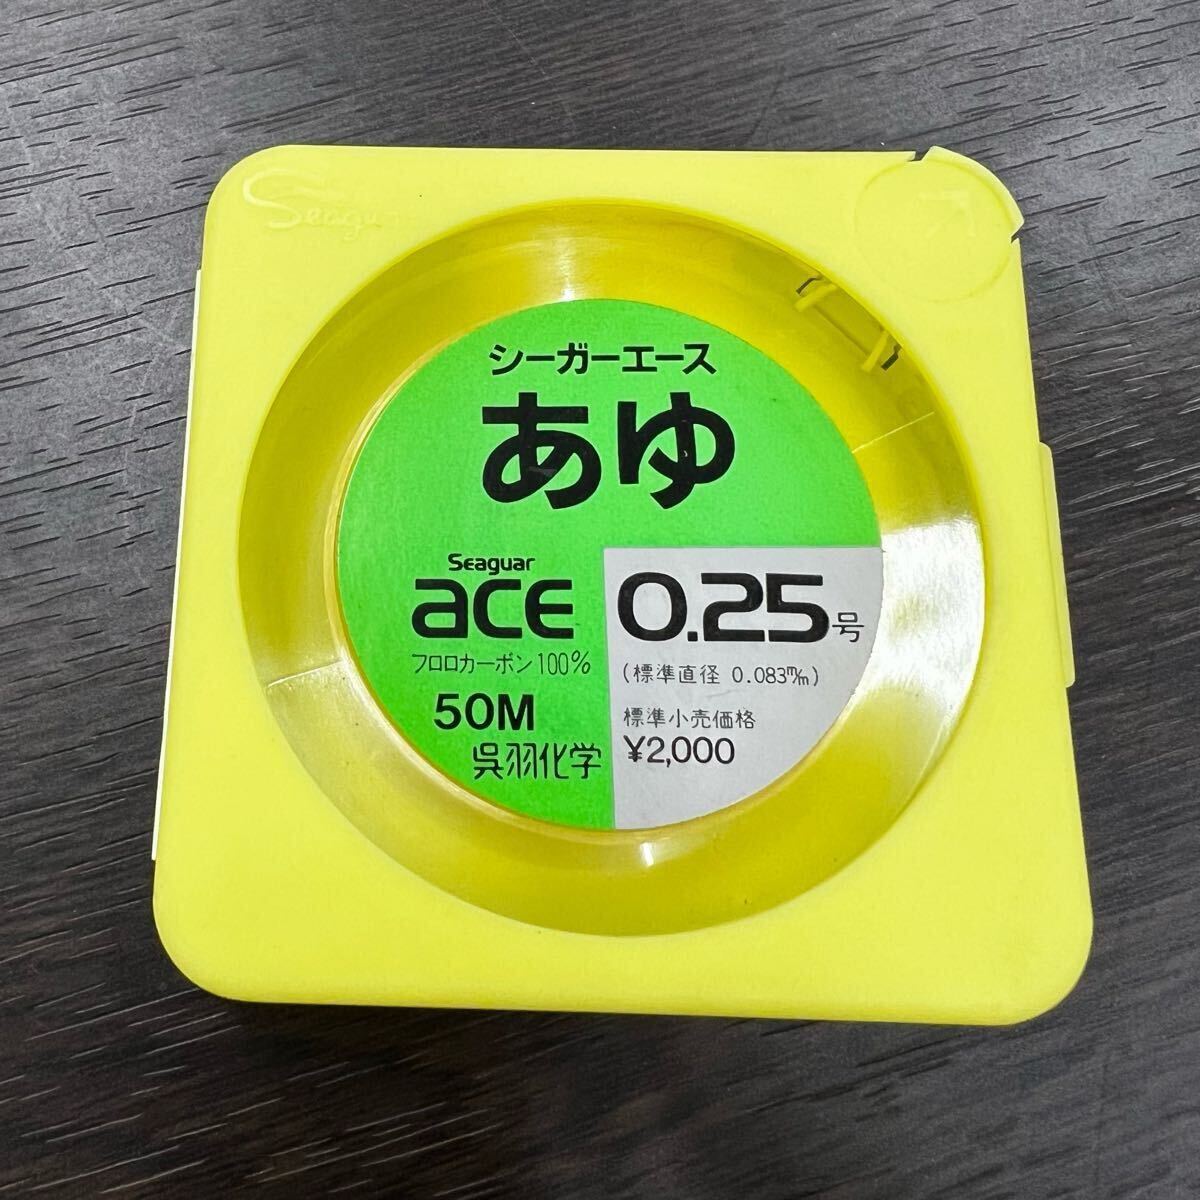 シーガーエース
あゆ
Seaguar
ace
フロロカーボン100%
50M
呉羽化学
0.25号
(標準直径 0.083m/m)
標準小売価格
¥2,000